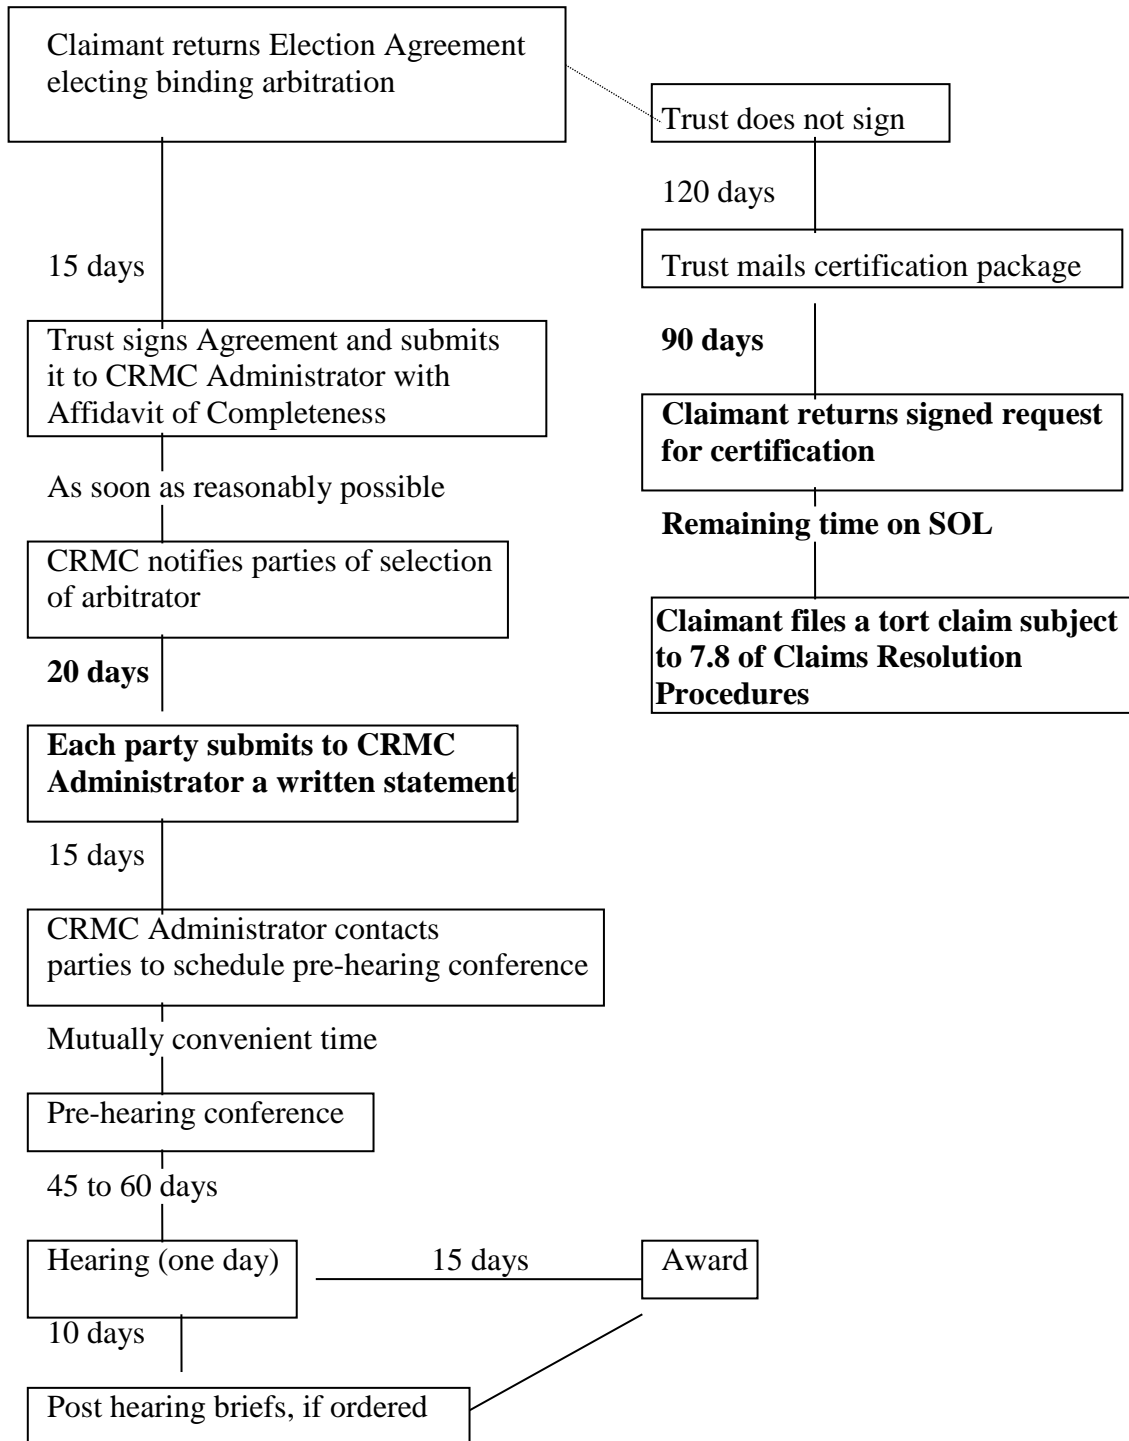 Claimant returns Election Agreement
electing binding arbitration
Trust does not sign
120 days
15 days
Trust mails certification package
Trust signs Agreement and submits
it to CRMC Administrator with
Affidavit of Completeness
90 days
Claimant returns signed request
for certification
As soon as reasonably possible
Remaining time on SOL
CRMC notifies parties of selection
of arbitrator
Claimant files a tort claim subject
to 7.8 of Claims Resolution
Procedures
20 days
Each party submits to CRMC
Administrator a written statement
15 days
CRMC Administrator contacts
parties to schedule pre-hearing conference
Mutually convenient time
Pre-hearing conference
45 to 60 days
Hearing (one day)
15 days
Award
10 days
Post hearing briefs, if ordered